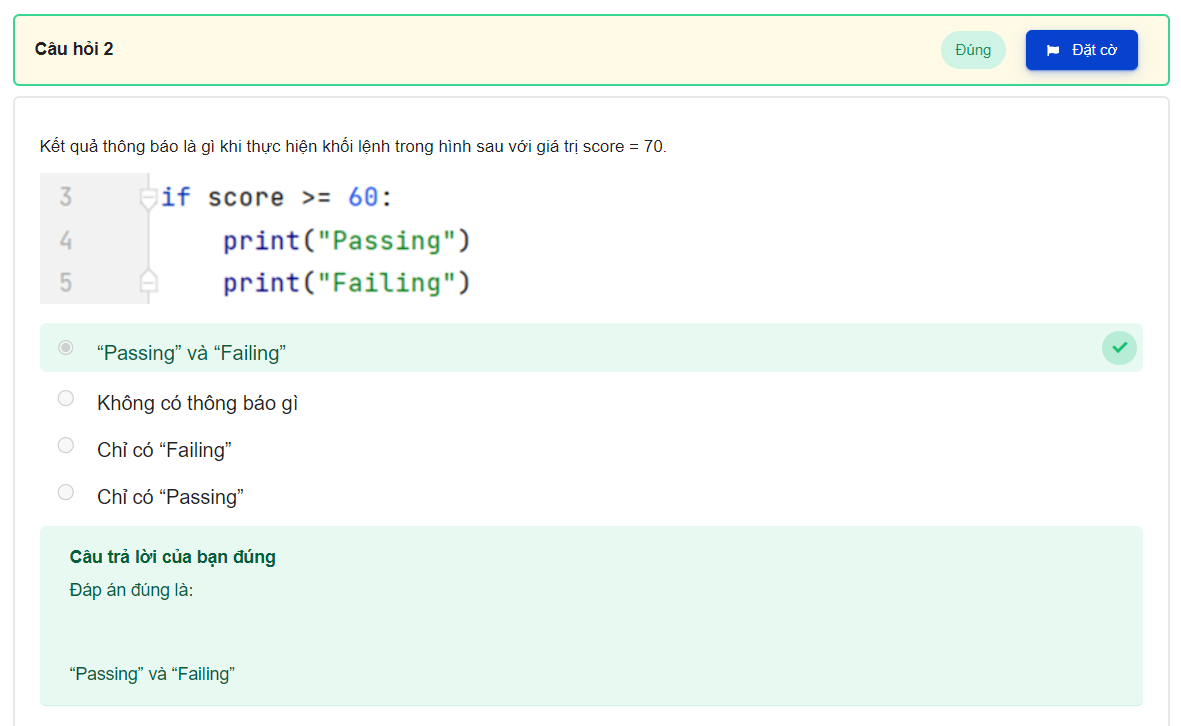 Câu hỏi 2
Đúng
Đặt cờ
Kết quả thông báo là gì khi thực hiện khối lệnh trong hình sau với giá trị score = 70.
3 if score >= 60:
4 print("Passing")
5 print("Failing")
“Passing” và “Failing”
Không có thông báo gì
Chỉ có “Failing”
Chỉ có “Passing”
Câu trả lời của bạn đúng
Đáp án đúng là:
“Passing” và “Failing”